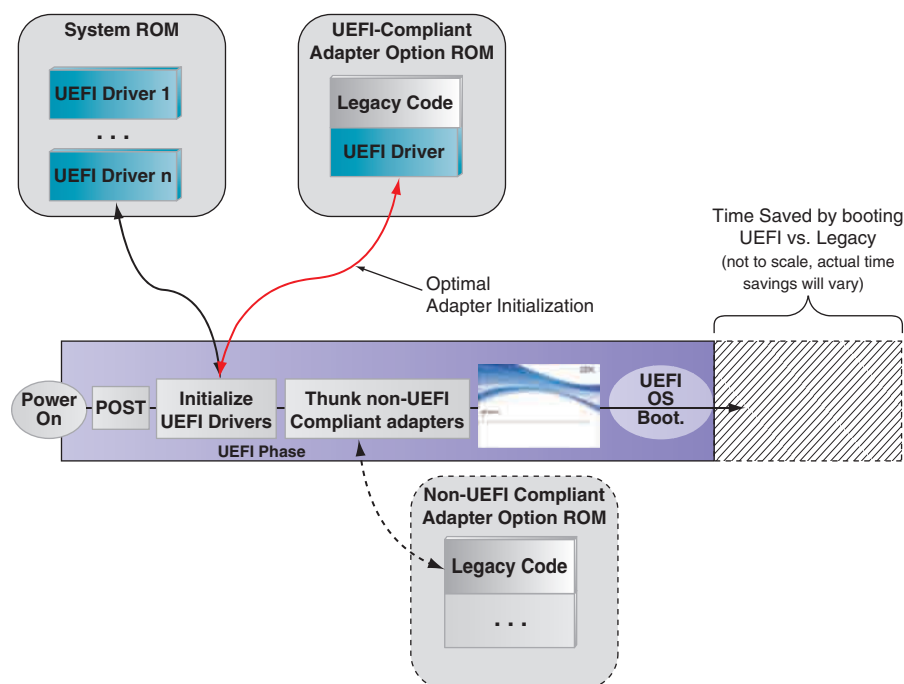 System ROM
UEFI Driver 1
. . .
UEFI Driver n
UEFI-Compliant
Adapter Option ROM
Legacy Code
UEFI Driver
Optimal
Adapter Initialization
Time Saved by booting
UEFI vs. Legacy
(not to scale, actual time
savings will vary)
Power
On
POST
Initialize
UEFI Drivers
Thunk non-UEFI
Compliant adapters
UEFI
OS
Boot.
UEFI Phase
Non-UEFI Compliant
Adapter Option ROM
Legacy Code
. . .